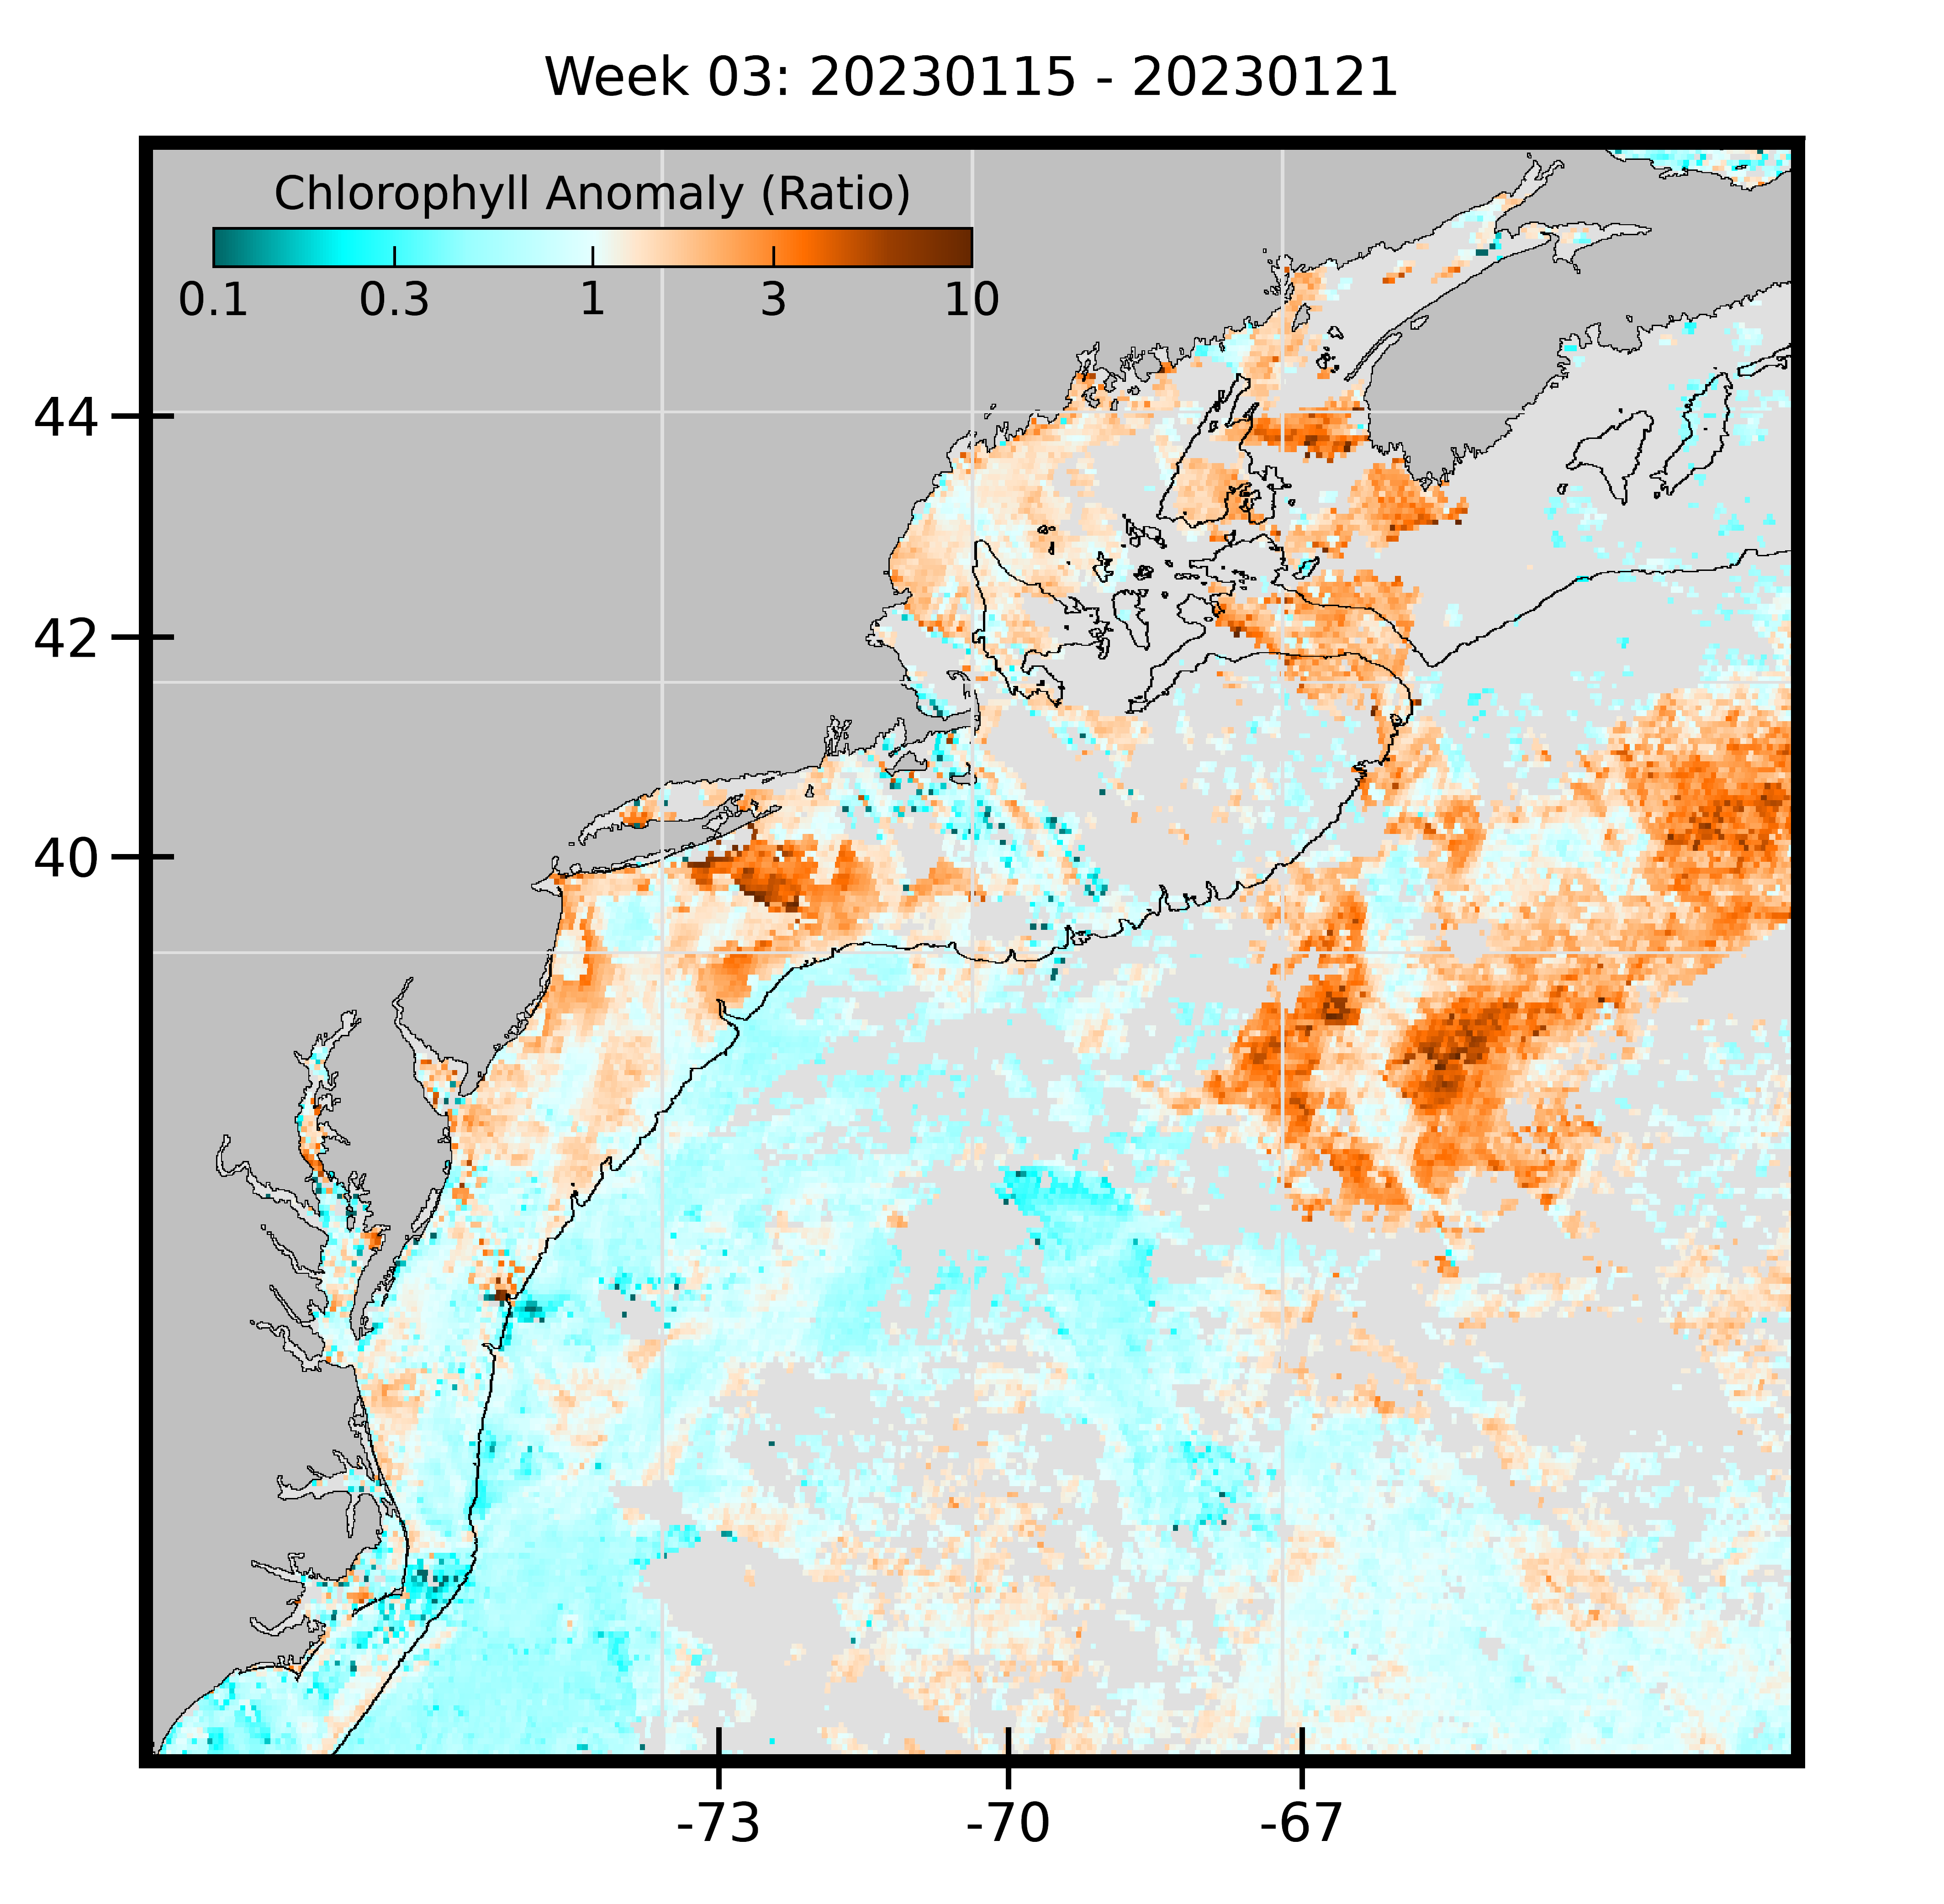 Week 03: 20230115 - 20230121
Chlorophyll Anomaly (Ratio)
0.1 0.3 1 3 10
44
42
40
-73 -70 -67